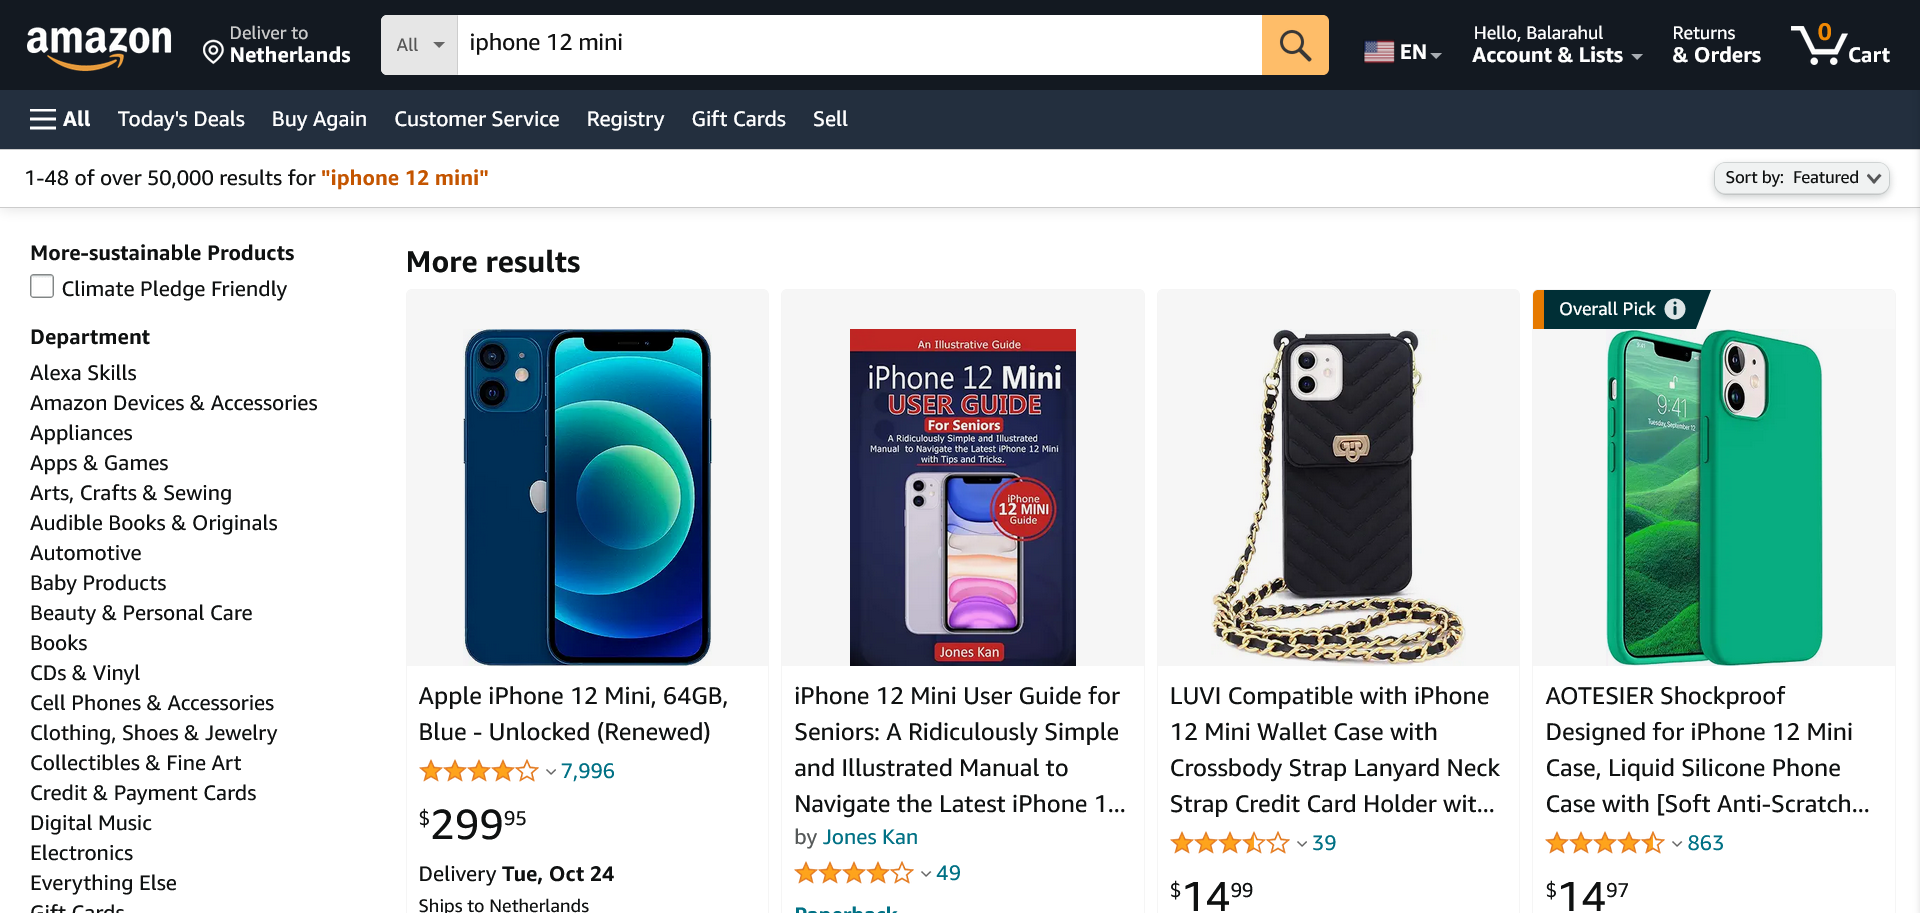 amazon
Deliver to
Netherlands
All
iphone 12 mini
EN
Hello, Balarahul
Account & Lists
Returns
& Orders
0
Cart
All
Today's Deals
Buy Again
Customer Service
Registry
Gift Cards
Sell
1-48 of over 50,000 results for "iphone 12 mini"
Sort by: Featured
More-sustainable Products
Climate Pledge Friendly
Department
Alexa Skills
Amazon Devices & Accessories
Appliances
Apps & Games
Arts, Crafts & Sewing
Audible Books & Originals
Automotive
Baby Products
Beauty & Personal Care
Books
CDs & Vinyl
Cell Phones & Accessories
Clothing, Shoes & Jewelry
Collectibles & Fine Art
Credit & Payment Cards
Digital Music
Electronics
Everything Else
Gift Cards
More results
Apple iPhone 12 Mini, 64GB,
Blue - Unlocked (Renewed)
7,996
$29995
Delivery Tue, Oct 24
Ships to Netherlands
An Illustrative Guide
iPhone 12 Mini
USER GUIDE
For Seniors
A Ridiculously Simple and Illustrated
Manual to Navigate the Latest iPhone 12 Mini
with Tips and Tricks.
iPhone
12 MINI
Guide
Jones Kan
iPhone 12 Mini User Guide for
Seniors: A Ridiculously Simple
and Illustrated Manual to
Navigate the Latest iPhone 1...
by Jones Kan
49
Paperback
LUVI Compatible with iPhone
12 Mini Wallet Case with
Crossbody Strap Lanyard Neck
Strap Credit Card Holder wit...
39
$1499
Overall Pick
9:41
Tuesday, September 12
AOTESIER Shockproof
Designed for iPhone 12 Mini
Case, Liquid Silicone Phone
Case with [Soft Anti-Scratch...
863
$1497